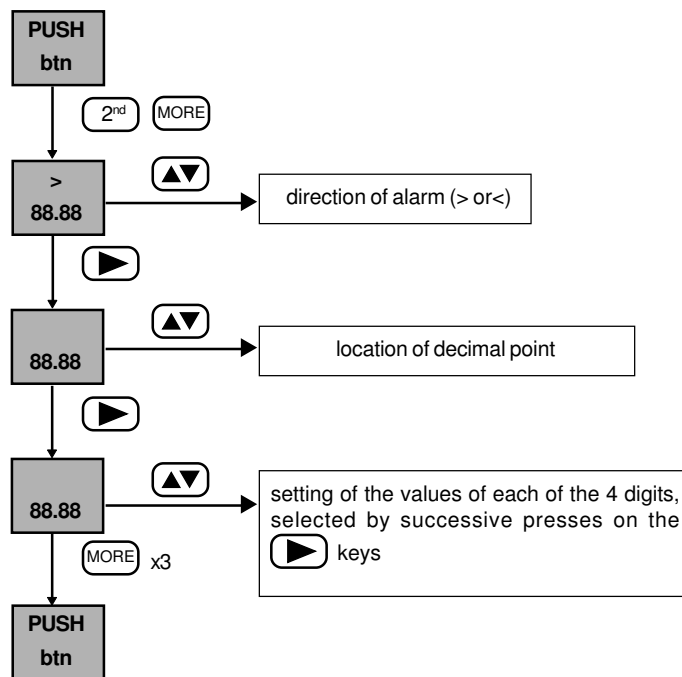 PUSH
btn
2nd MORE
>
88.88
direction of alarm (> or<)
88.88
location of decimal point
88.88
setting of the values of each of the 4 digits,
selected by successive presses on the
keys
MORE x3
PUSH
btn